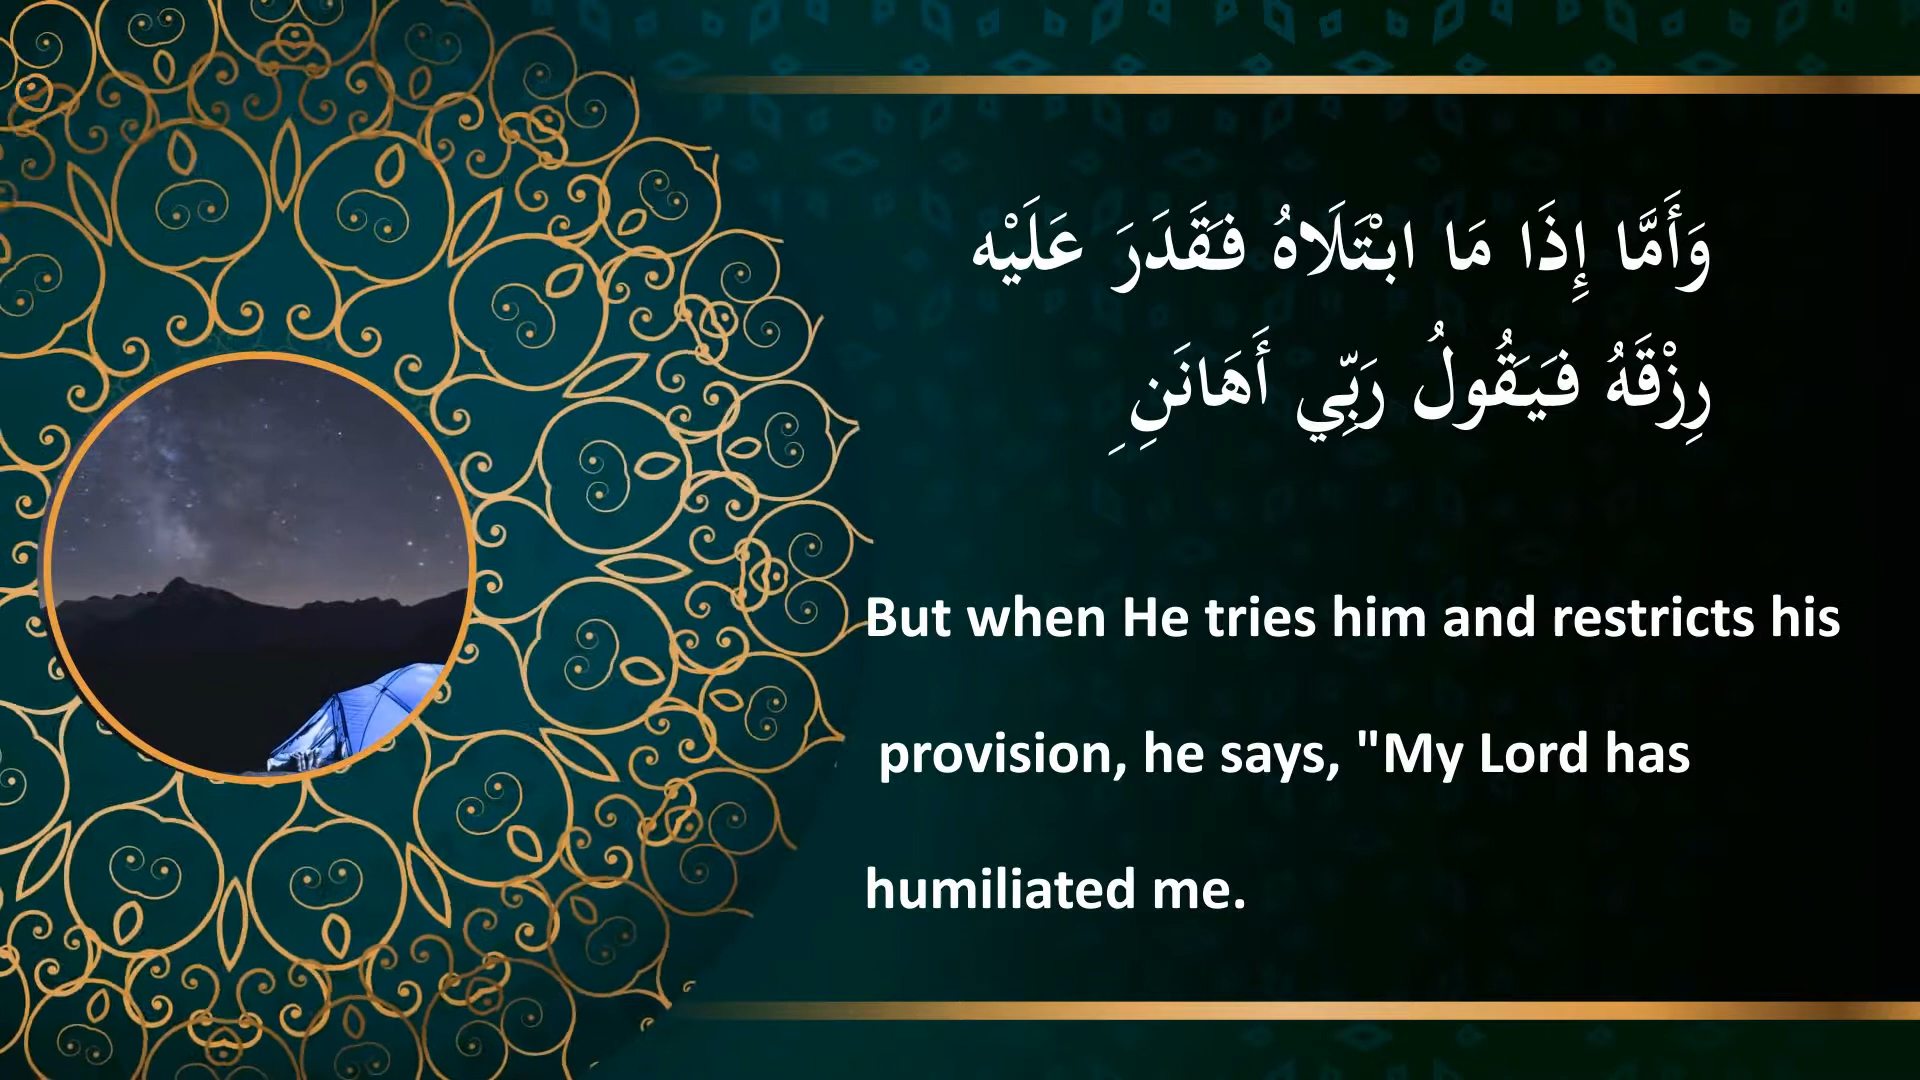 وَأَمَّا إِذَا مَا ابْتَلَاهُ فَقَدَرَ عَلَيْه
رِزْقَهُ فَيَقُولُ رَبِّي أَهَانَنِ ِ
But when He tries him and restricts his
provision, he says, "My Lord has
humiliated me.